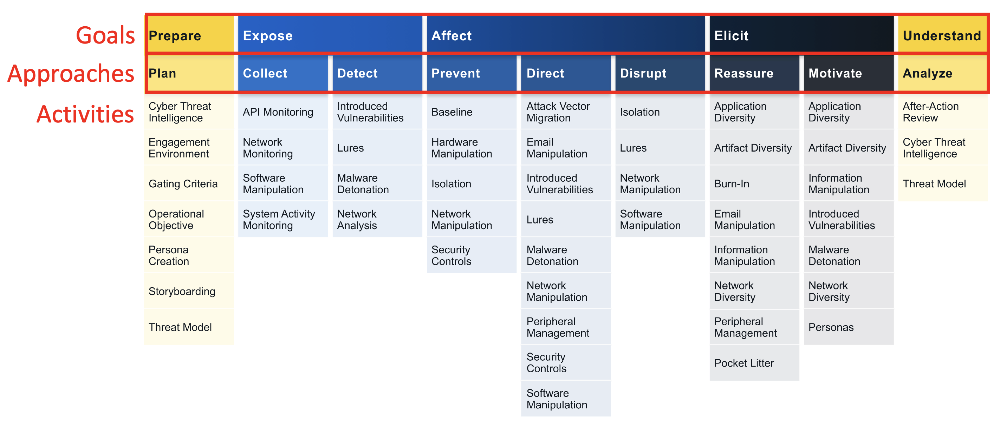 Goals
Prepare
Expose
Affect
Elicit
Understand
Approaches
Plan
Collect
Detect
Prevent
Direct
Disrupt
Reassure
Motivate
Analyze
Activities
Cyber Threat
Intelligence
API Monitoring
Introduced
Vulnerabilities
Baseline
Attack Vector
Migration
Isolation
Application
Diversity
Application
Diversity
After-Action
Review
Engagement
Environment
Network
Monitoring
Lures
Hardware
Manipulation
Email
Manipulation
Lures
Artifact Diversity
Artifact Diversity
Cyber Threat
Intelligence
Gating Criteria
Software
Manipulation
Malware
Detonation
Isolation
Introduced
Vulnerabilities
Network
Manipulation
Burn-In
Information
Manipulation
Threat Model
Operational
Objective
System Activity
Monitoring
Network
Analysis
Network
Manipulation
Lures
Software
Manipulation
Email
Manipulation
Introduced
Vulnerabilities
Persona
Creation
Security
Controls
Malware
Detonation
Information
Manipulation
Malware
Detonation
Storyboarding
Network
Manipulation
Network
Diversity
Network
Diversity
Threat Model
Peripheral
Management
Peripheral
Management
Personas
Security
Controls
Pocket Litter
Software
Manipulation